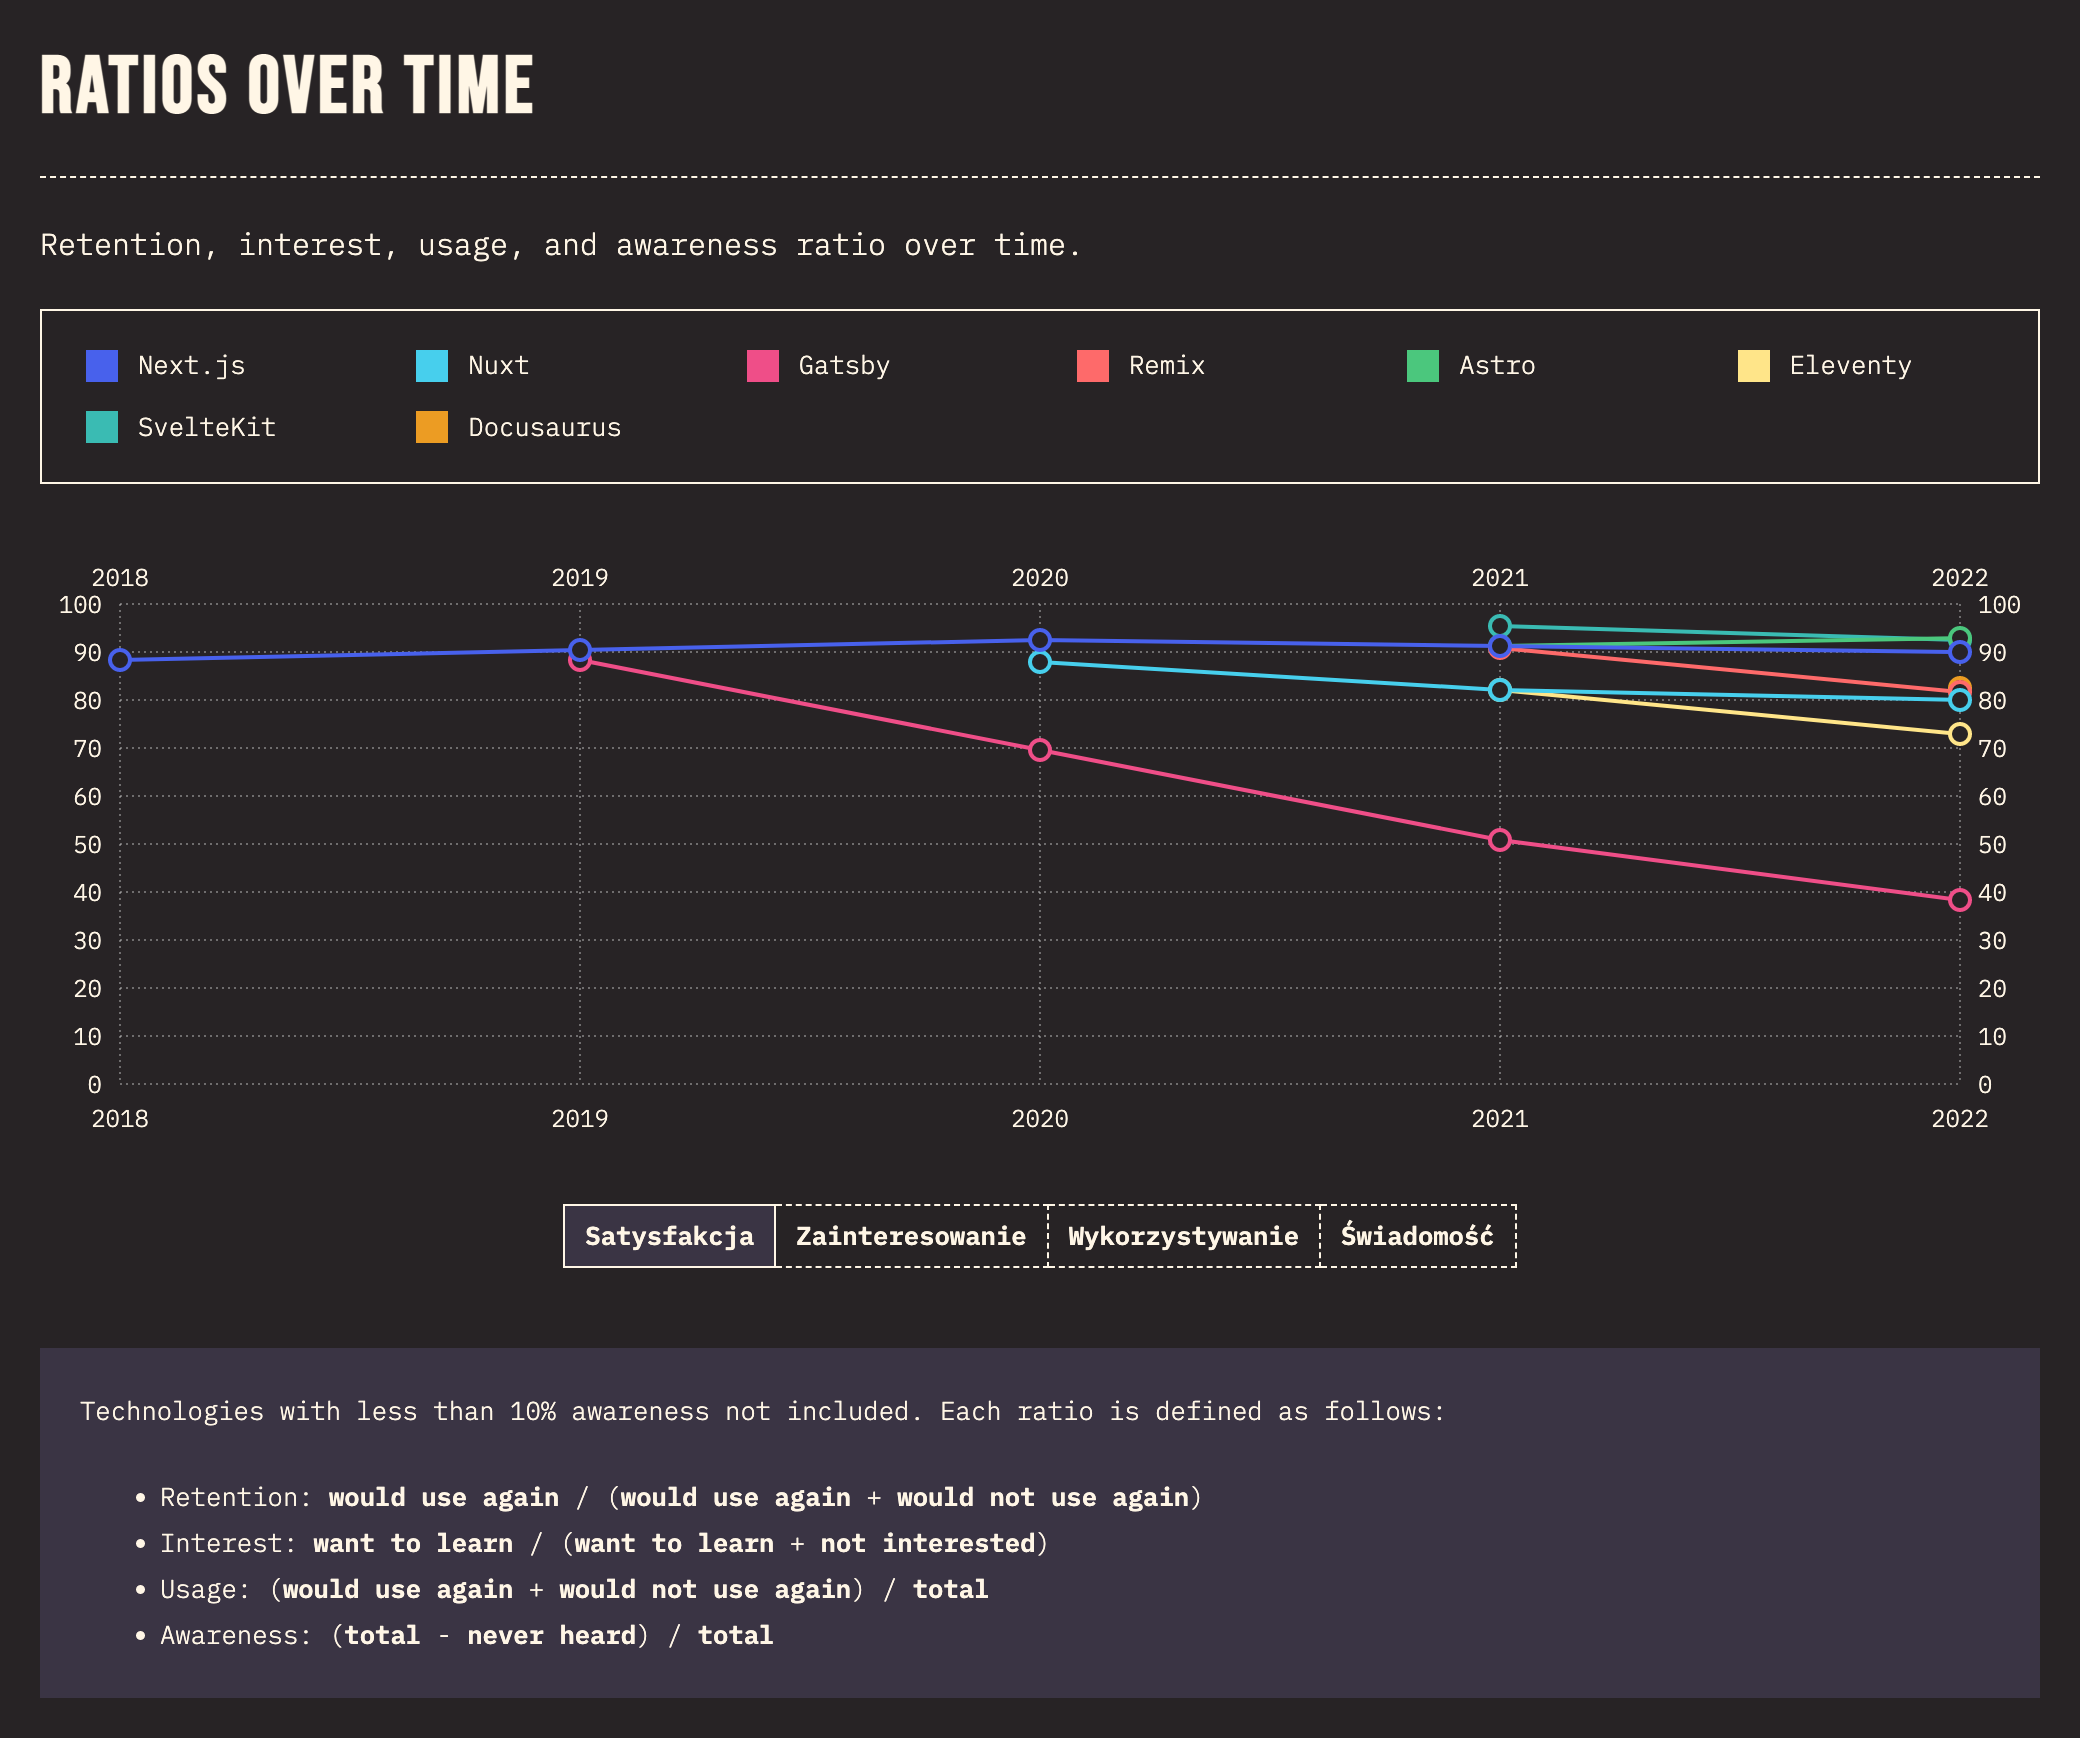 RATIOS OVER TIME
Retention, interest, usage, and awareness ratio over time.
Next.js Nuxt Gatsby Remix Astro Eleventy
SvelteKit Docusaurus
2018 2019 2020 2021 2022
100 100
90 90
80 80
70 70
60 60
50 50
40 40
30 30
20 20
10 10
0 0
2018 2019 2020 2021 2022
Satysfakcja Zainteresowanie Wykorzystywanie Świadomość
Technologies with less than 10% awareness not included. Each ratio is defined as follows:
• Retention: would use again / (would use again + would not use again)
• Interest: want to learn / (want to learn + not interested)
• Usage: (would use again + would not use again) / total
• Awareness: (total - never heard) / total